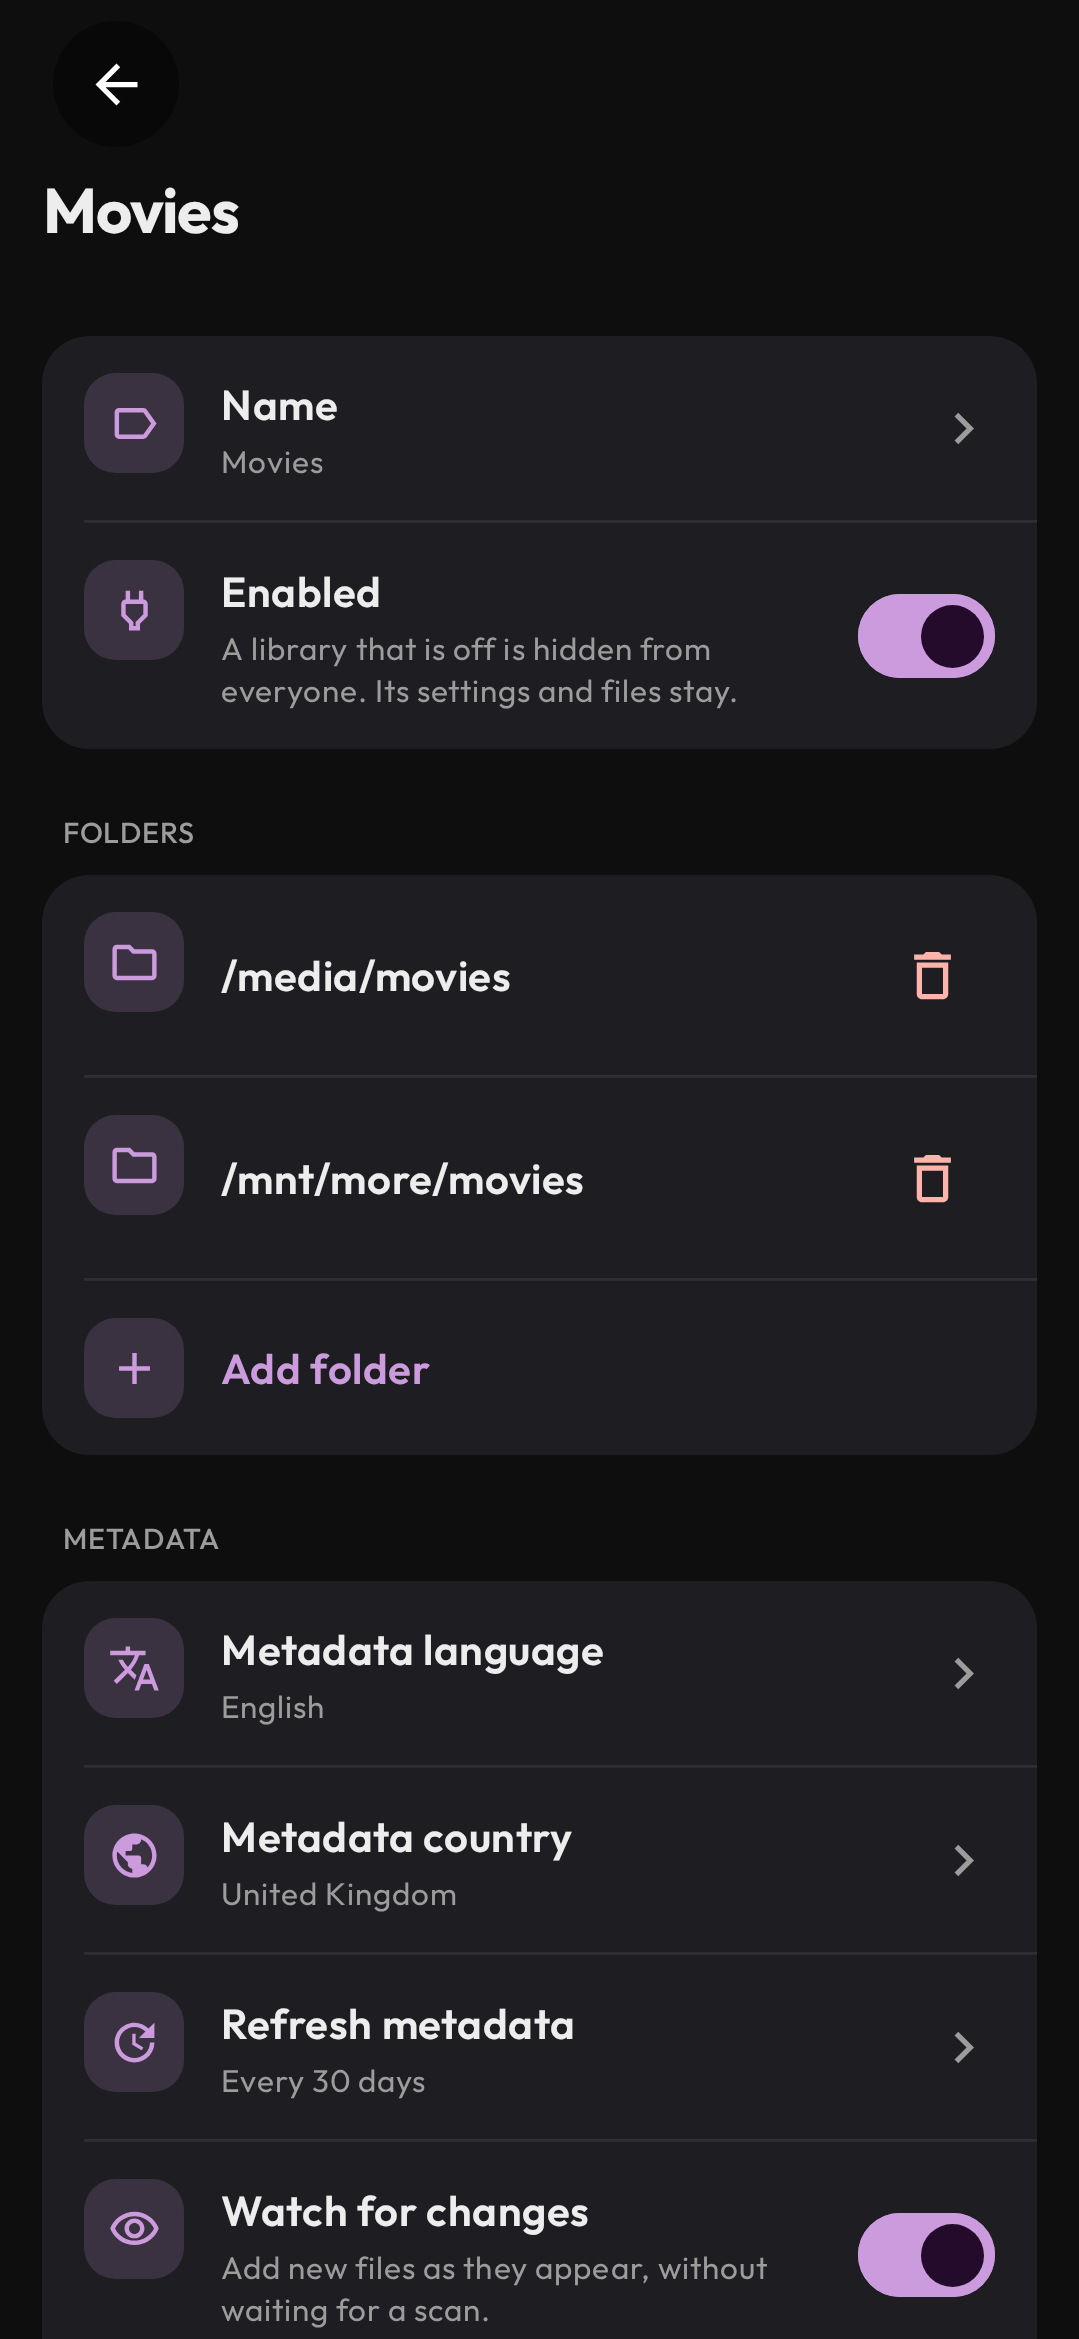 Movies
Name
Movies
Enabled
A library that is off is hidden from
everyone. Its settings and files stay.
FOLDERS
/media/movies
/mnt/more/movies
Add folder
METADATA
Metadata language
English
Metadata country
United Kingdom
Refresh metadata
Every 30 days
Watch for changes
Add new files as they appear, without
waiting for a scan.